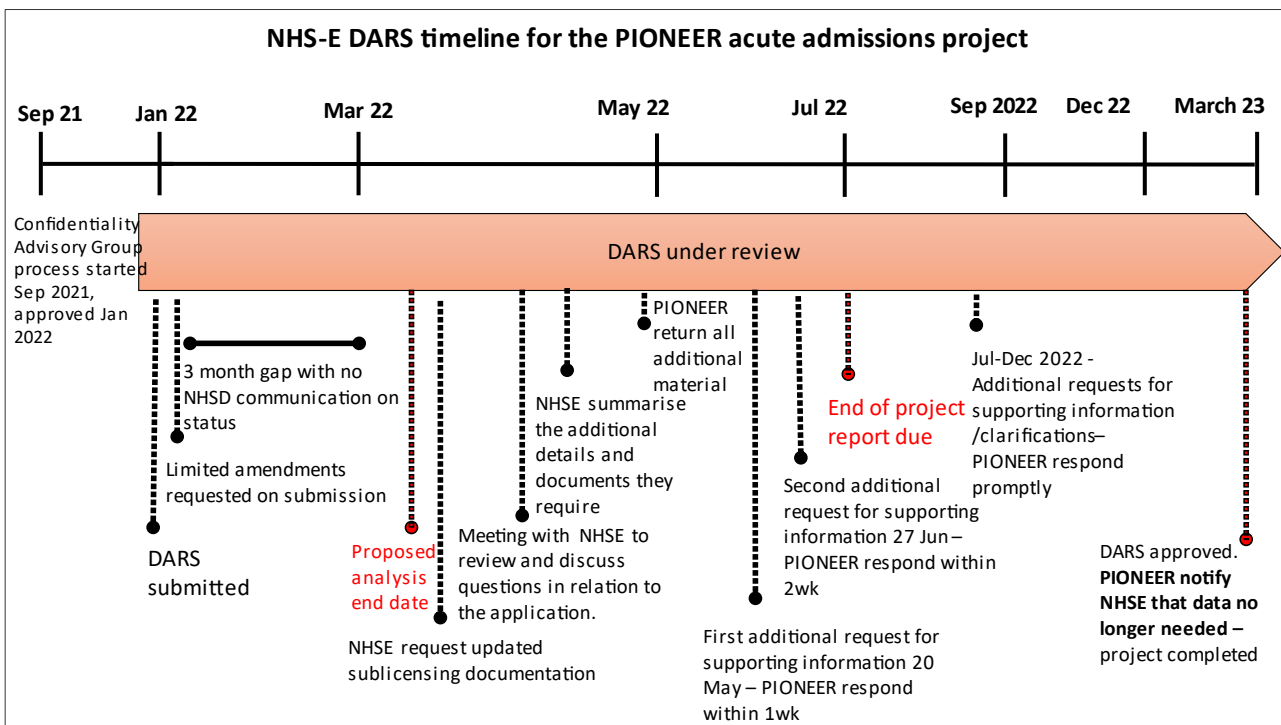 NHS-E DARS timeline for the PIONEER acute admissions project
Sep 21
Jan 22
Mar 22
May 22
Jul 22
Sep 2022
Dec 22
March 23
Confidentiality
Advisory Group
process started
Sep 2021,
approved Jan
2022
DARS under review
3 month gap with no
NHSD communication on
status
Limited amendments
requested on submission
DARS
submitted
Proposed
analysis
end date
NHSE request updated
sublicensing documentation
Meeting with NHSE to
review and discuss
questions in relation to
the application.
NHSE summarise
the additional
details and
documents they
require
PIONEER
return all
additional
material
First additional request for
supporting information 20
May – PIONEER respond
within 1wk
Second additional
request for supporting
information 27 Jun –
PIONEER respond within
2wk
End of project
report due
Jul-Dec 2022 -
Additional requests for
supporting information
/clarifications–
PIONEER respond
promptly
DARS approved.
PIONEER notify
NHSE that data no
longer needed –
project completed